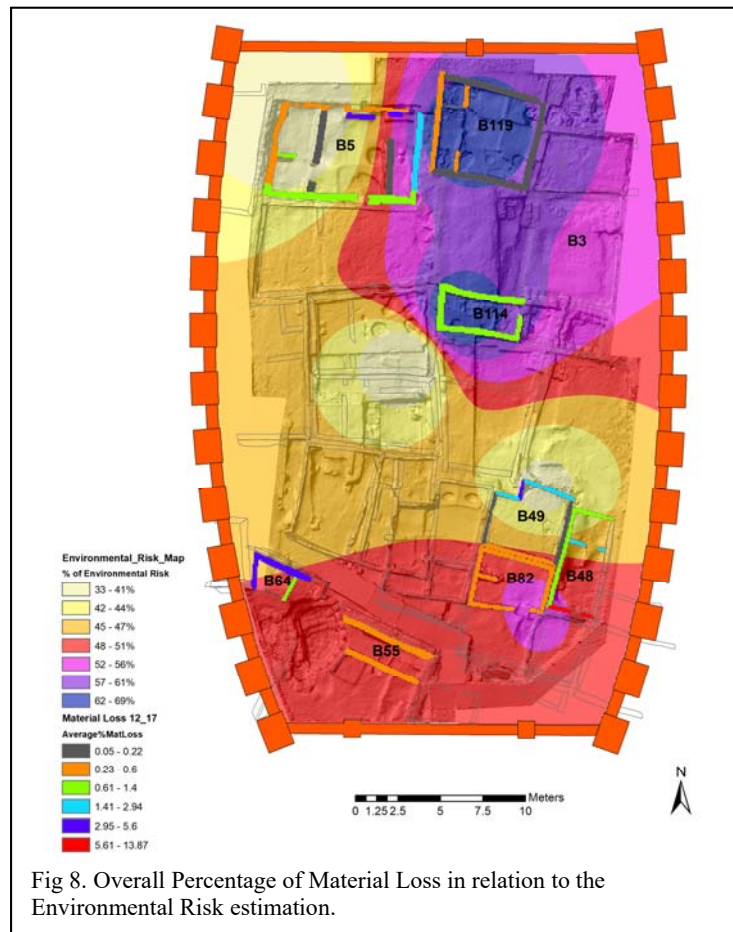 B119
B5
B3
B114
B49
B82
B48
B64
B55
Environmental_Risk_Map
% of Environmental Risk
33 - 41%
42 - 44%
45 - 47%
48 - 51%
52 - 56%
57 - 61%
62 - 69%
Material Loss 12_17
Average%MatLoss
0.05 - 0.22
0.23 - 0.6
0.61 - 1.4
1.41 - 2.94
2.95 - 5.6
5.61 - 13.87
N
Meters
0 1.25 2.5 5 7.5 10
Fig 8. Overall Percentage of Material Loss in relation to the
Environmental Risk estimation.